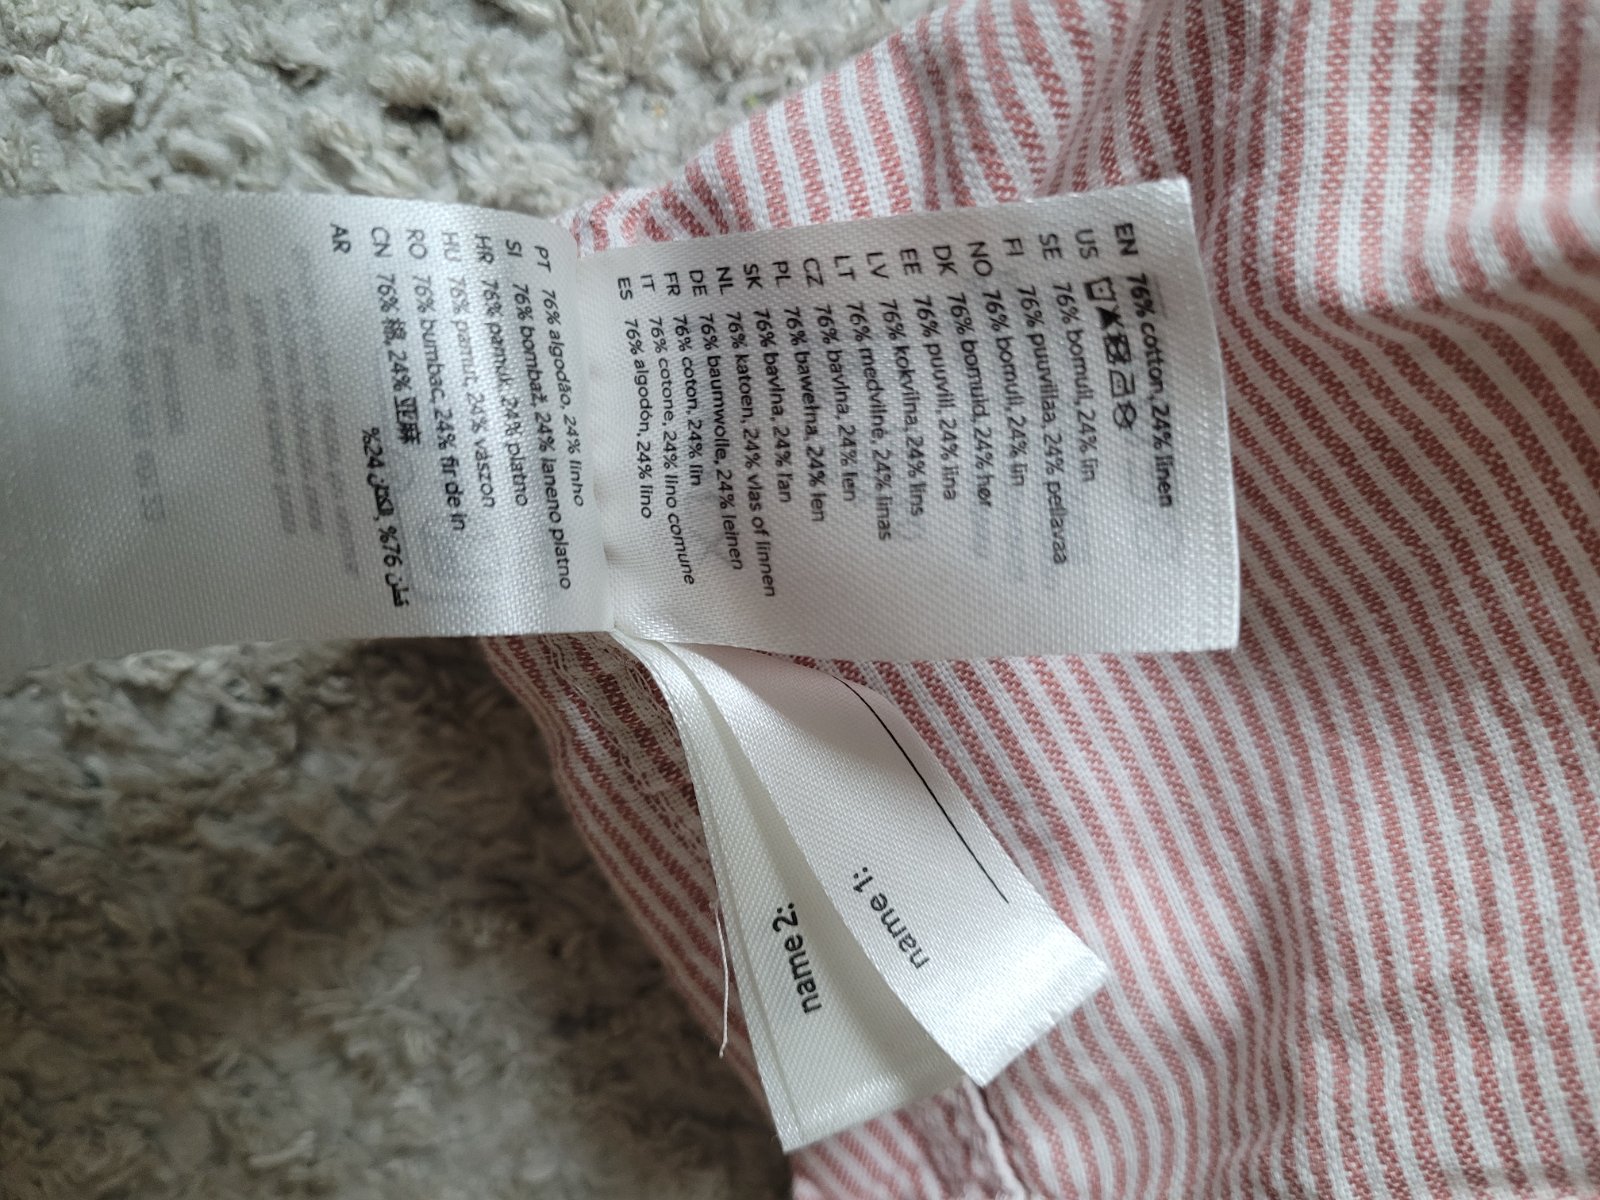 EN 76% cotton, 24% linen
US
SE 76% bomull, 24% lin
FI 76% puuvillaa, 24% pellavaa
NO 76% bomull, 24% lin
DK 76% bomuld, 24% hør
EE 76% puuvill, 24% lina
LV 76% kokvilna, 24% lins
LT 76% medvilnė, 24% linas
CZ 76% bavlna, 24% len
PL 76% bawełna, 24% len
SK 76% bavlna, 24% ľan
NL 76% katoen, 24% vlas of linnen
DE 76% baumwolle, 24% leinen
FR 76% coton, 24% lin
IT 76% cotone, 24% lino comune
ES 76% algodón, 24% lino
PT 76% algodão, 24% linho
SI 76% bombaž, 24% laneno platno
HR 76% pamuk, 24% platno
HU 76% pamut, 24% vászon
RO 76% bumbac, 24% fir de in
CN 76% 棉, 24% 亚麻
AR قطن 76%, الكتان 24%
name 1:
name 2: